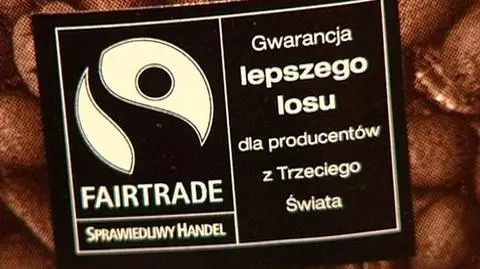 FAIRTRADE
SPRAWIEDLIWY HANDEL
Gwarancja
lepszego
losu
dla producentów
z Trzeciego
Świata